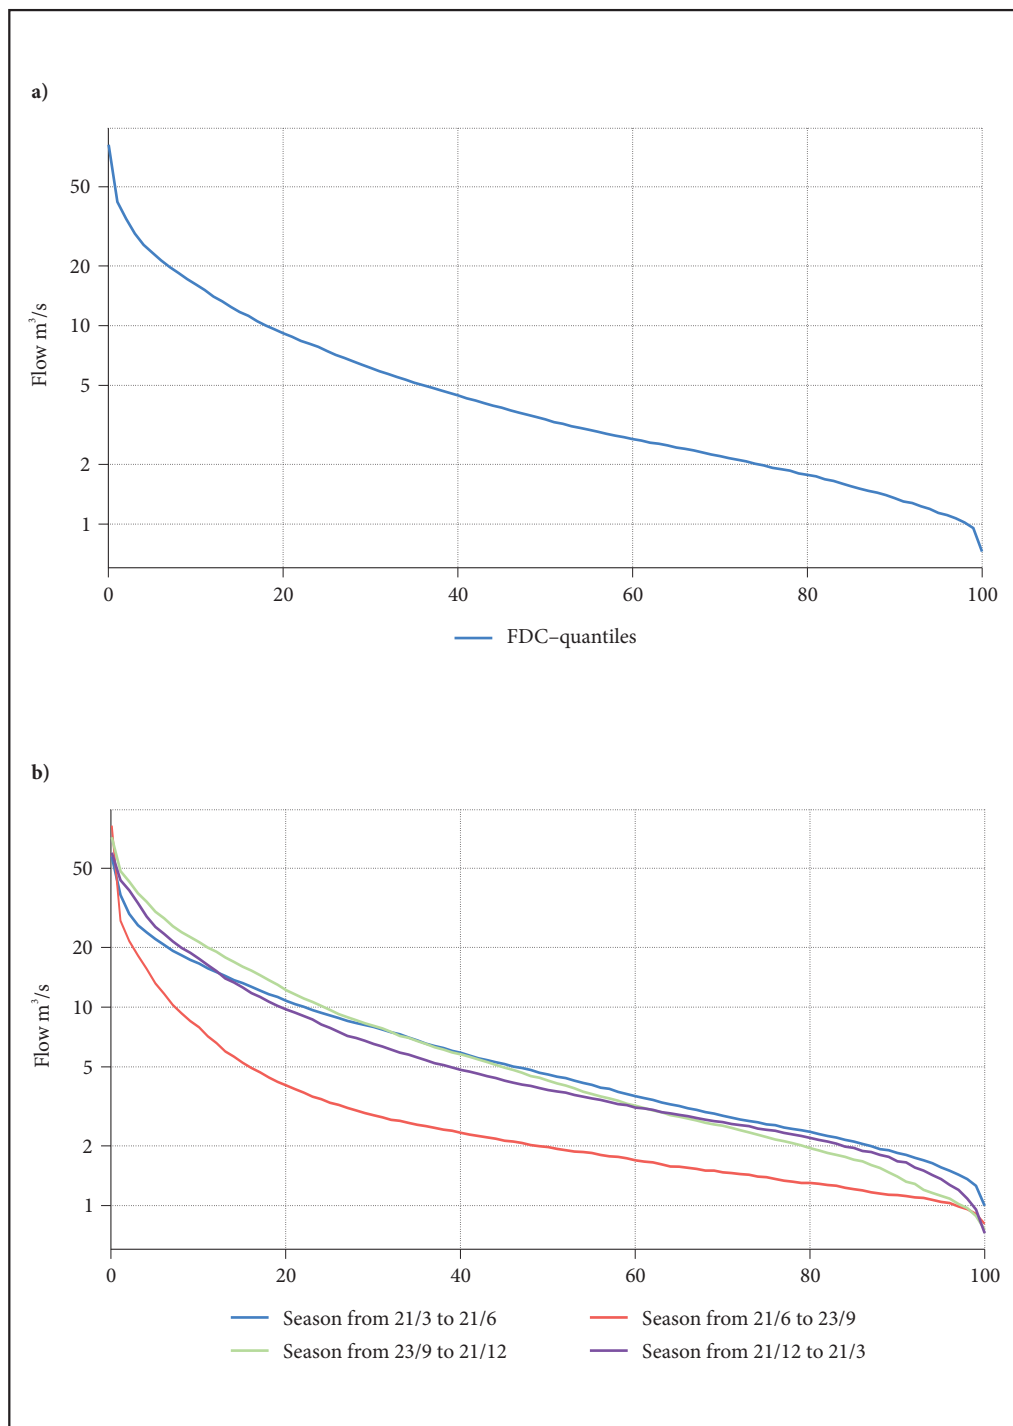 a)
Flow m³/s
50
20
10
5
2
1
0 20 40 60 80 100
FDC–quantiles
b)
Flow m³/s
50
20
10
5
2
1
0 20 40 60 80 100
Season from 21/3 to 21/6 Season from 21/6 to 23/9
Season from 23/9 to 21/12 Season from 21/12 to 21/3